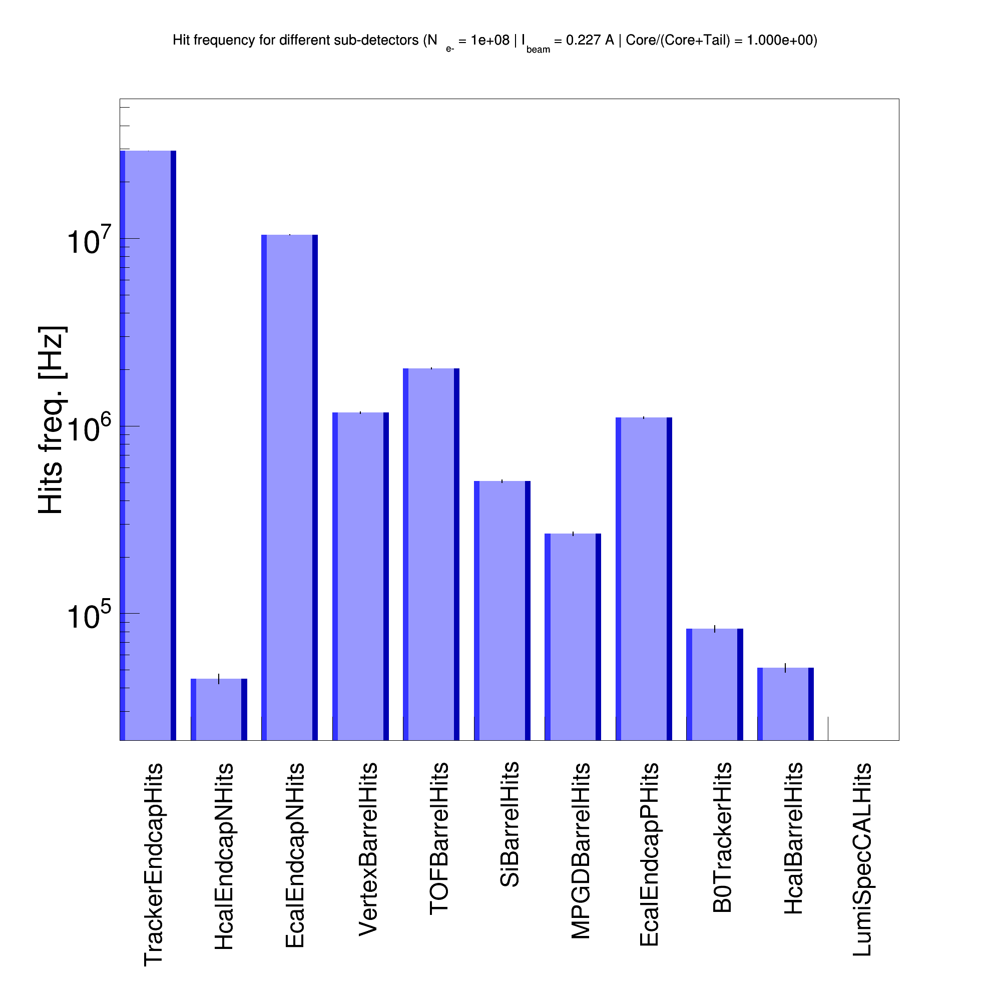 Hit frequency for different sub-detectors (N e- = 1e+08 | I beam = 0.227 A | Core/(Core+Tail) = 1.000e+00)
Hits freq. [Hz]
10^7
10^6
10^5
TrackerEndcapHits
HcalEndcapNHits
EcalEndcapNHits
VertexBarrelHits
TOFBarrelHits
SiBarrelHits
MPGDBarrelHits
EcalEndcapPHits
B0TrackerHits
HcalBarrelHits
LumiSpecCALHits